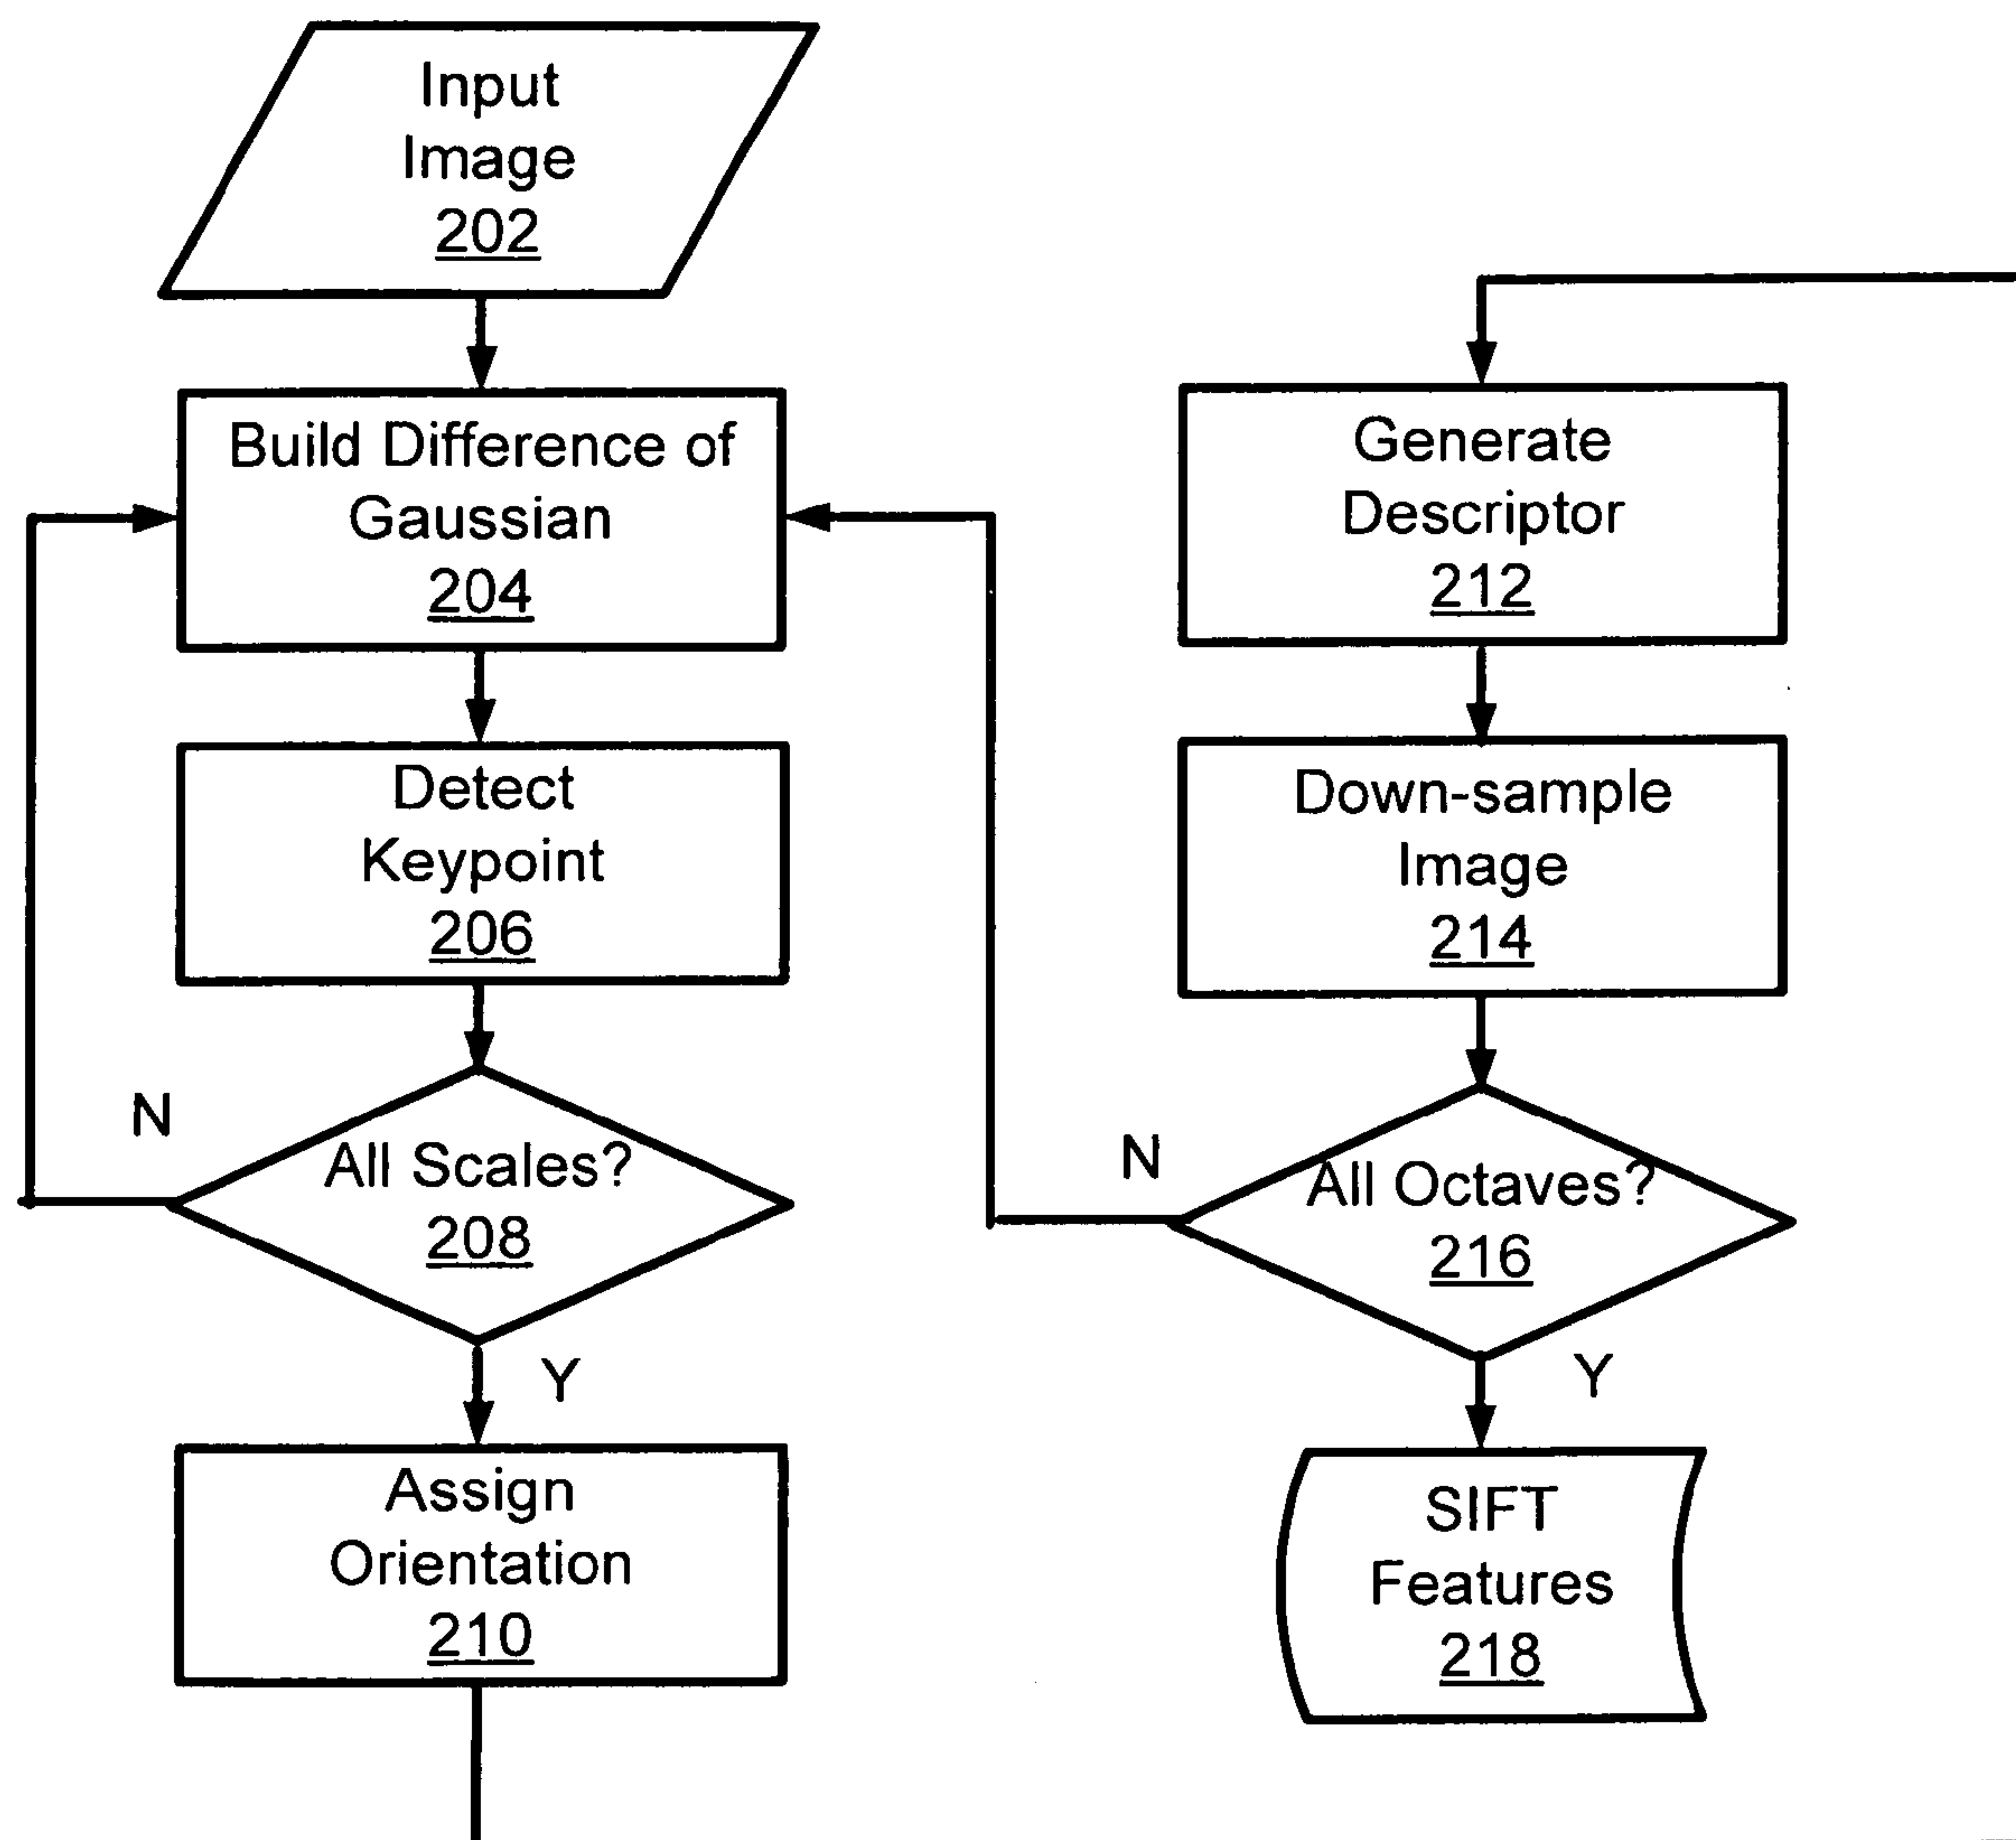 Input
Image
202
Build Difference of
Gaussian
204
Detect
Keypoint
206
N
All Scales?
208
Y
Assign
Orientation
210
Generate
Descriptor
212
Down-sample
Image
214
N
All Octaves?
216
Y
SIFT
Features
218